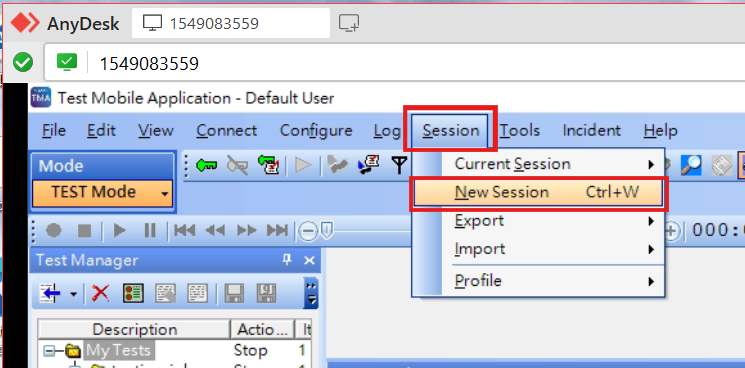 AnyDesk
1549083559
1549083559
TMA
Test Mobile Application - Default User
File Edit View Connect Configure Log Session Tools Incident Help
Mode
TEST Mode
Current Session
New Session Ctrl+W
Export
Import
Profile
000:
Test Manager
Description Actio... It
My Tests Stop 1
Stop 1